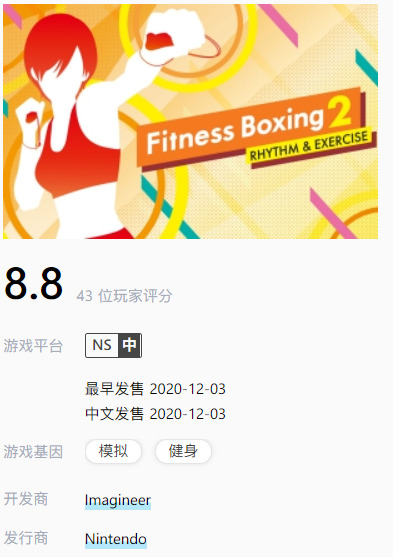 Fitness Boxing 2
RHYTHM & EXERCISE
8.8 43 位玩家评分
游戏平台 NS 中
最早发售 2020-12-03
中文发售 2020-12-03
游戏基因 模拟 健身
开发商 Imagineer
发行商 Nintendo